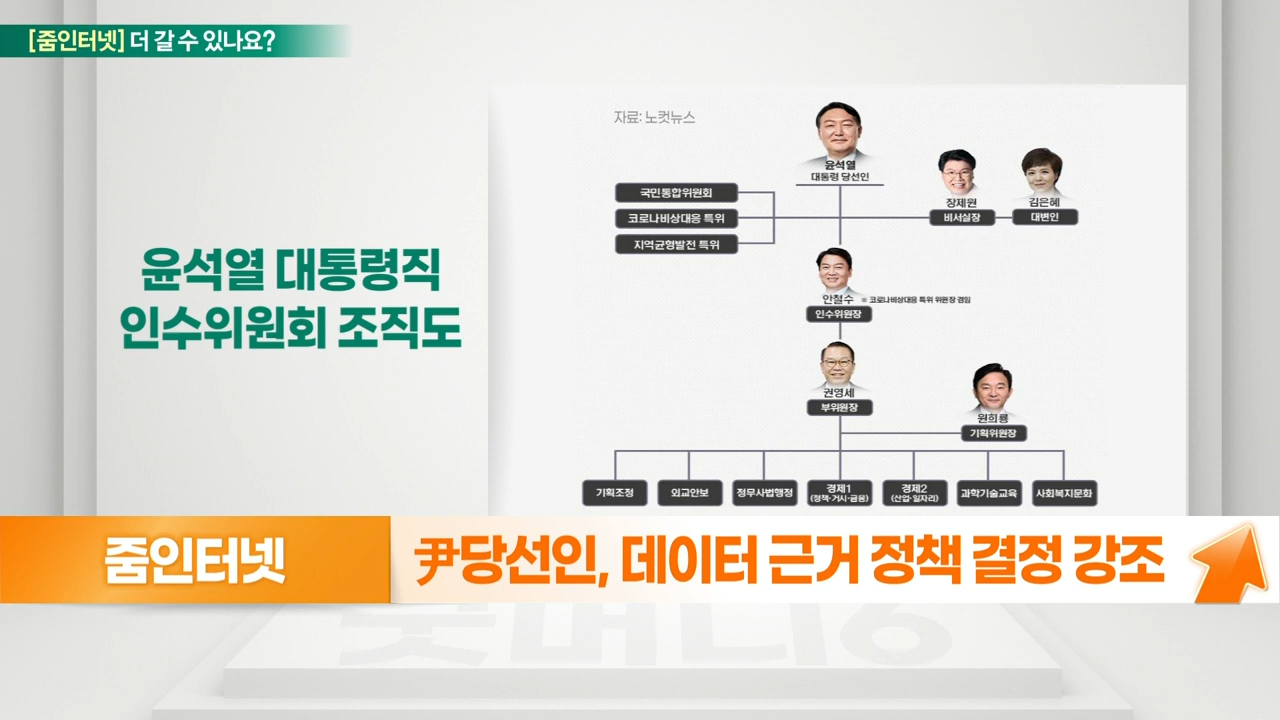 [줌인터넷] 더 갈 수 있나요?
윤석열 대통령직
인수위원회 조직도
자료: 노컷뉴스
윤석열
대통령 당선인
국민통합위원회
코로나비상대응 특위
지역균형발전 특위
장제원
비서실장
김은혜
대변인
안철수 ※ 코로나비상대응 특위 위원장 겸임
인수위원장
권영세
부위원장
원희룡
기획위원장
기획조정
외교안보
정무사법행정
경제1
(정책·거시·금융)
경제2
(산업·일자리)
과학기술교육
사회복지문화
줌인터넷
尹당선인, 데이터 근거 정책 결정 강조
굿머니6